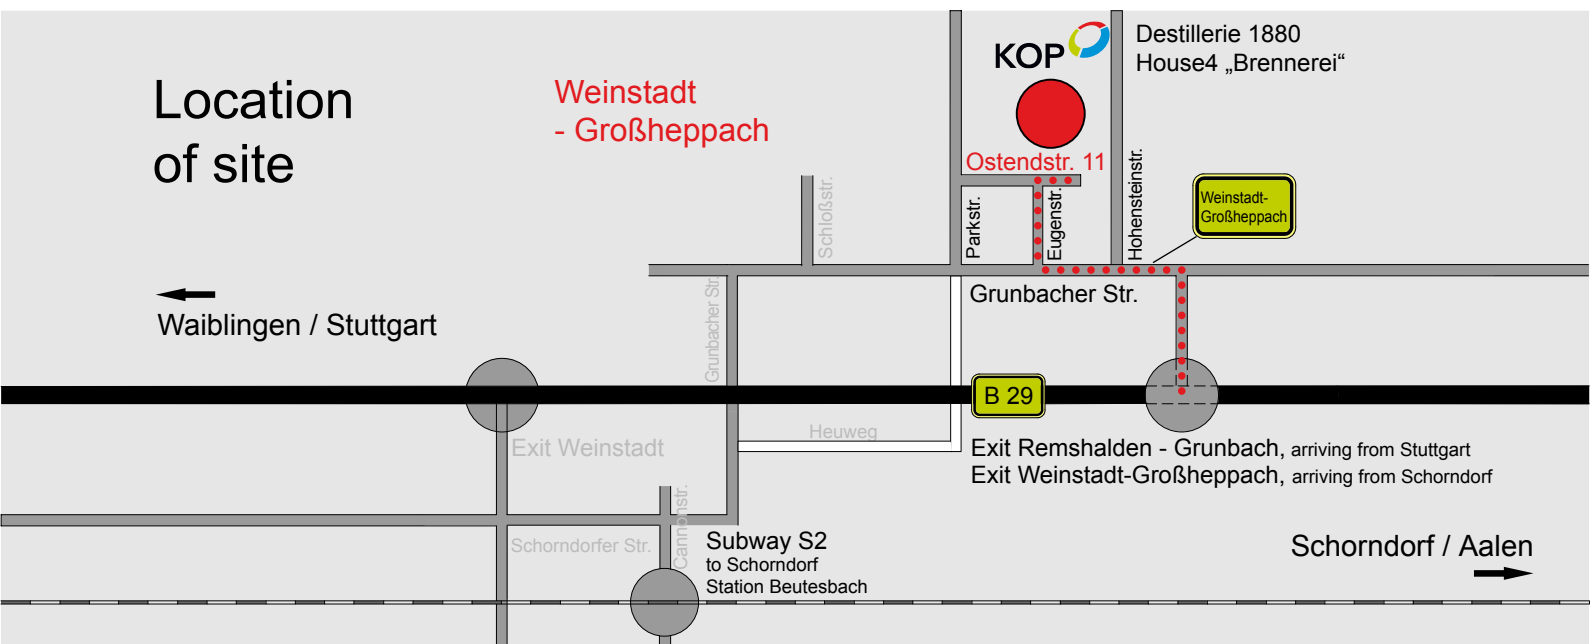 Location
of site
Weinstadt
- Großheppach
KOP
Destillerie 1880
House4 „Brennerei“
Ostendstr. 11
Schloßstr.
Parkstr.
Eugenstr.
Hohensteinstr.
Weinstadt-
Großheppach
Grunbacher Str.
Grunbacher Str.
Waiblingen / Stuttgart
B 29
Heuweg
Exit Weinstadt
Exit Remshalden - Grunbach, arriving from Stuttgart
Exit Weinstadt-Großheppach, arriving from Schorndorf
Schorndorfer Str.
Cannonstr.
Subway S2
to Schorndorf
Station Beutesbach
Schorndorf / Aalen